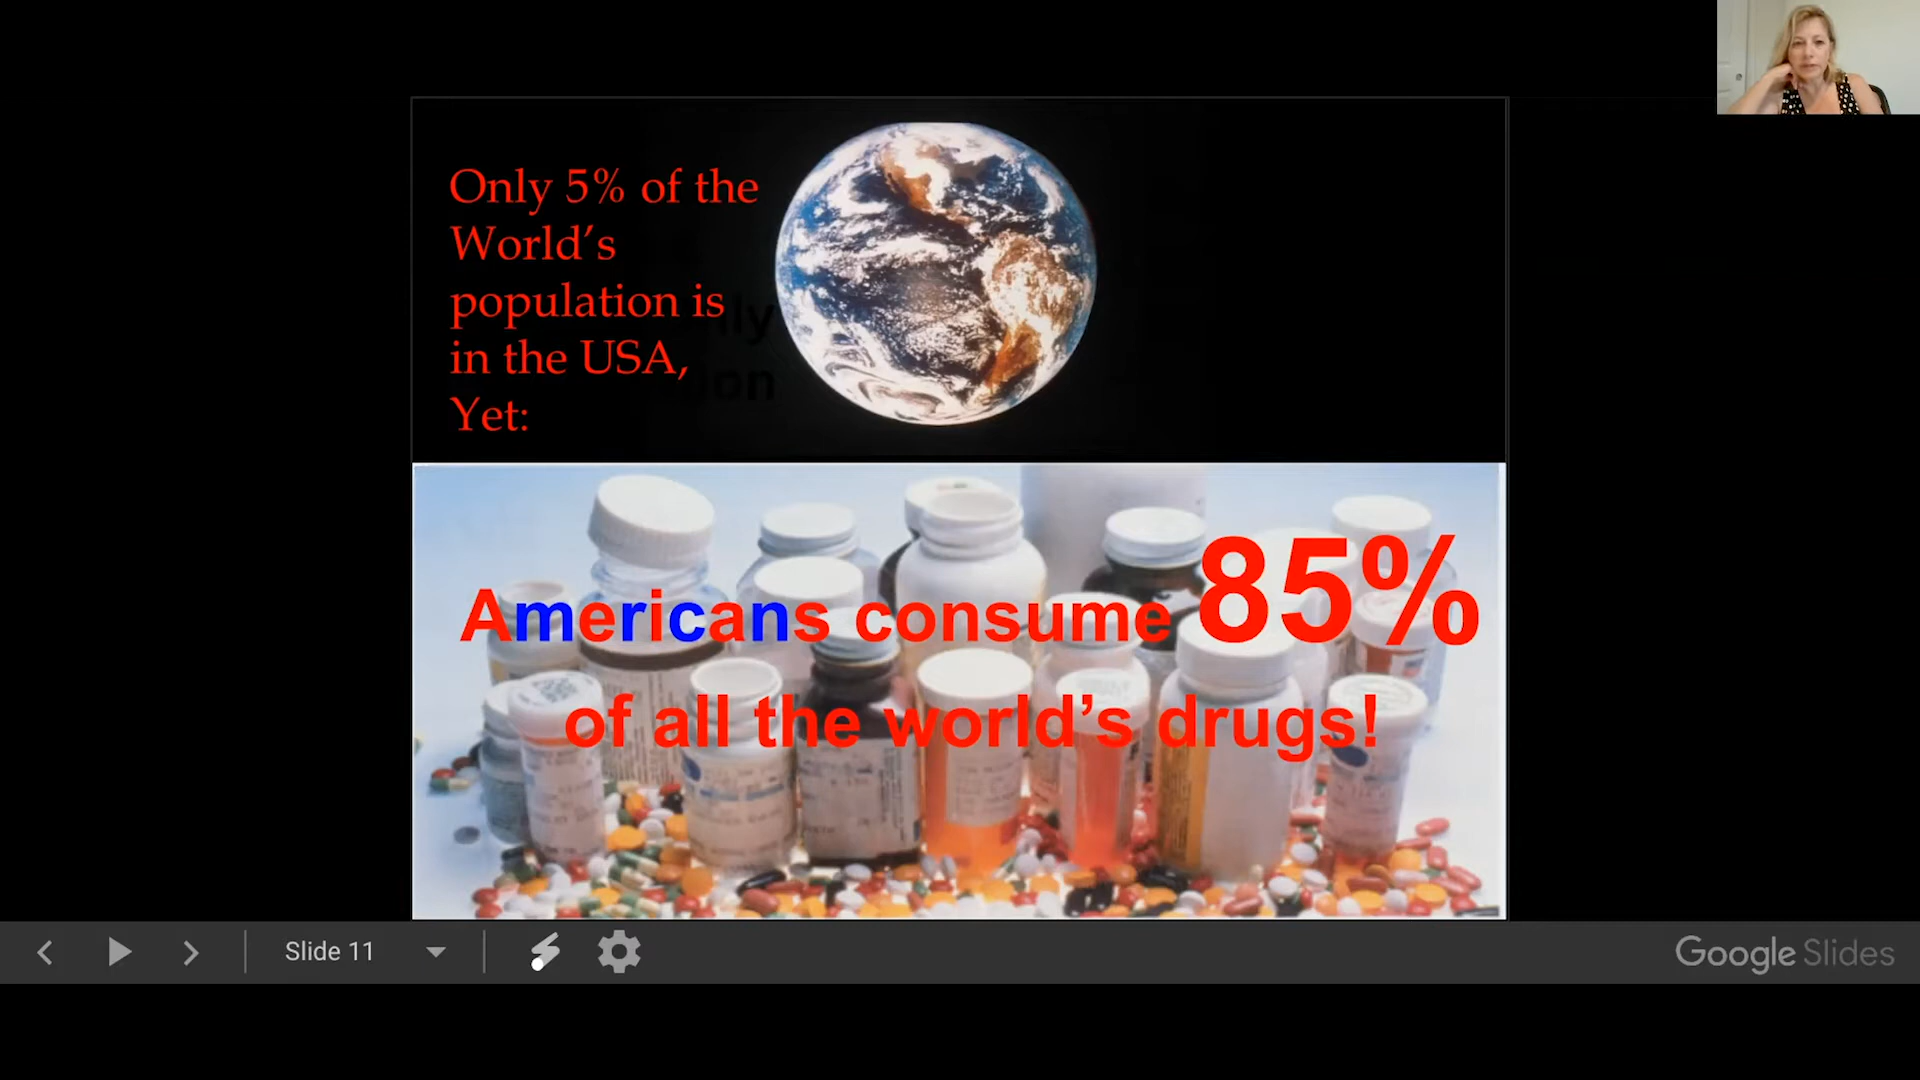 Only 5% of the
World's
population is
in the USA,
Yet:
Americans consume 85%
of all the world's drugs!
Slide 11
Google Slides